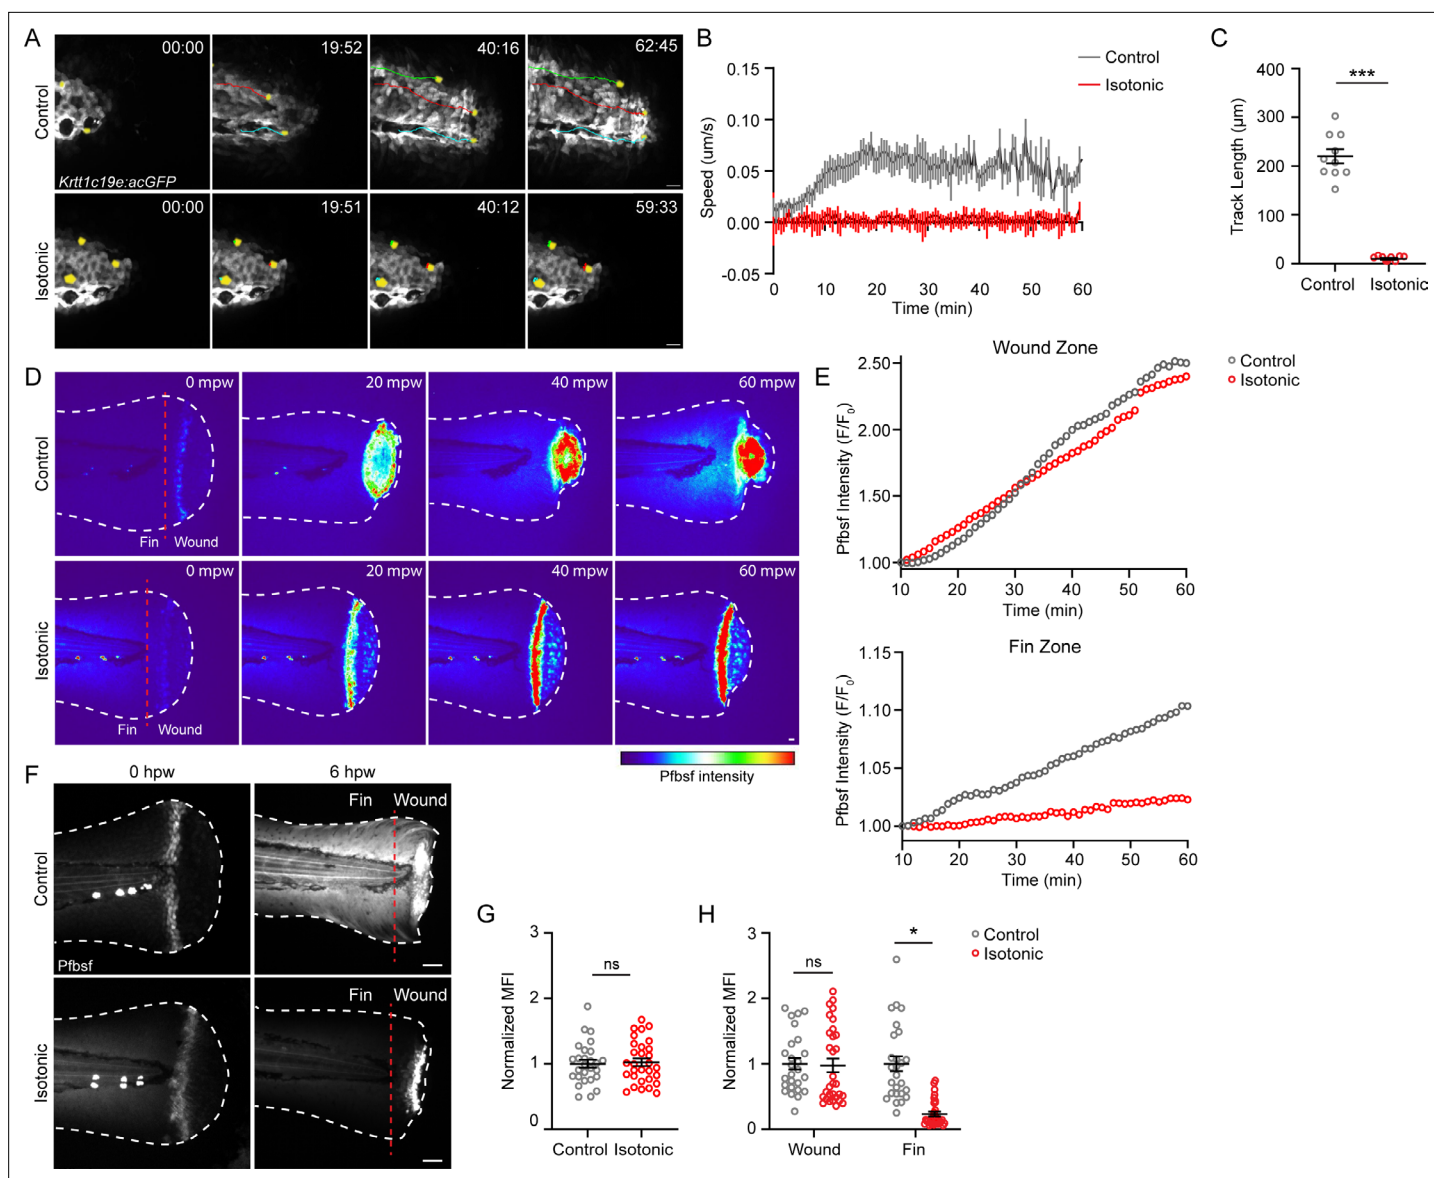 A
00:00
19:52
40:16
62:45
Control
Krtt1c19e:acGFP
00:00
19:51
40:12
59:33
Isotonic
B
Control
Isotonic
0.15
0.10
0.05
0.00
-0.05
Speed (um/s)
0
10
20
30
40
50
60
Time (min)
C
400
300
200
100
0
Track Length (µm)
***
Control
Isotonic
D
0 mpw
20 mpw
40 mpw
60 mpw
Control
Fin
Wound
0 mpw
20 mpw
40 mpw
60 mpw
Isotonic
Fin
Wound
Pfbsf intensity
E
Wound Zone
Control
Isotonic
2.50
2.00
1.50
1.00
Pfbsf Intensity (F/F₀)
10
20
30
40
50
60
Time (min)
Fin Zone
1.15
1.10
1.05
1.00
Pfbsf Intensity (F/F₀)
10
20
30
40
50
60
Time (min)
F
0 hpw
6 hpw
Control
Pfbsf
Fin
Wound
Isotonic
Fin
Wound
G
3
2
1
0
Normalized MFI
ns
Control
Isotonic
H
3
2
1
0
Normalized MFI
ns
*
Wound
Fin
Control
Isotonic